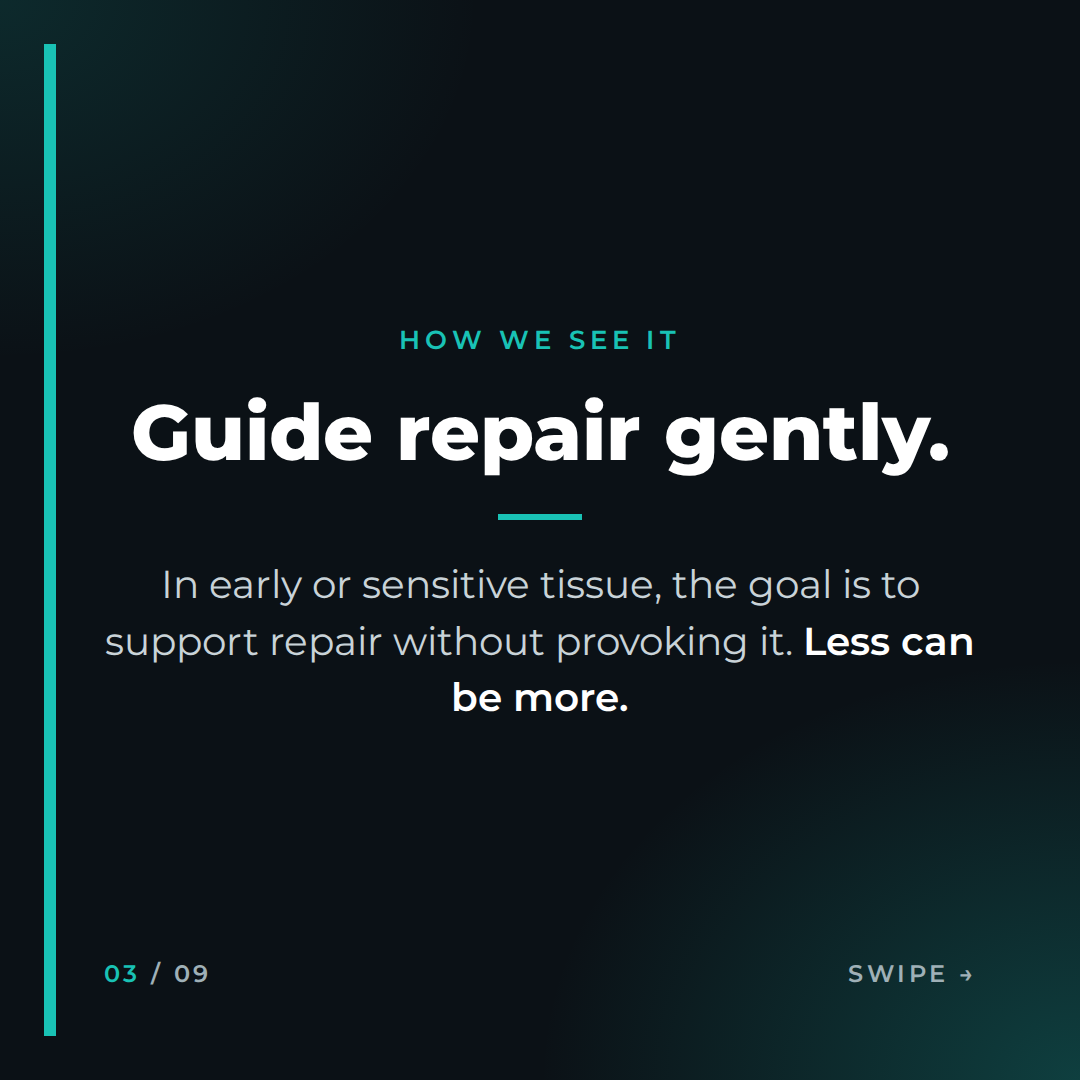 HOW WE SEE IT
Guide repair gently.
In early or sensitive tissue, the goal is to
support repair without provoking it. Less can
be more.
03 / 09
SWIPE →